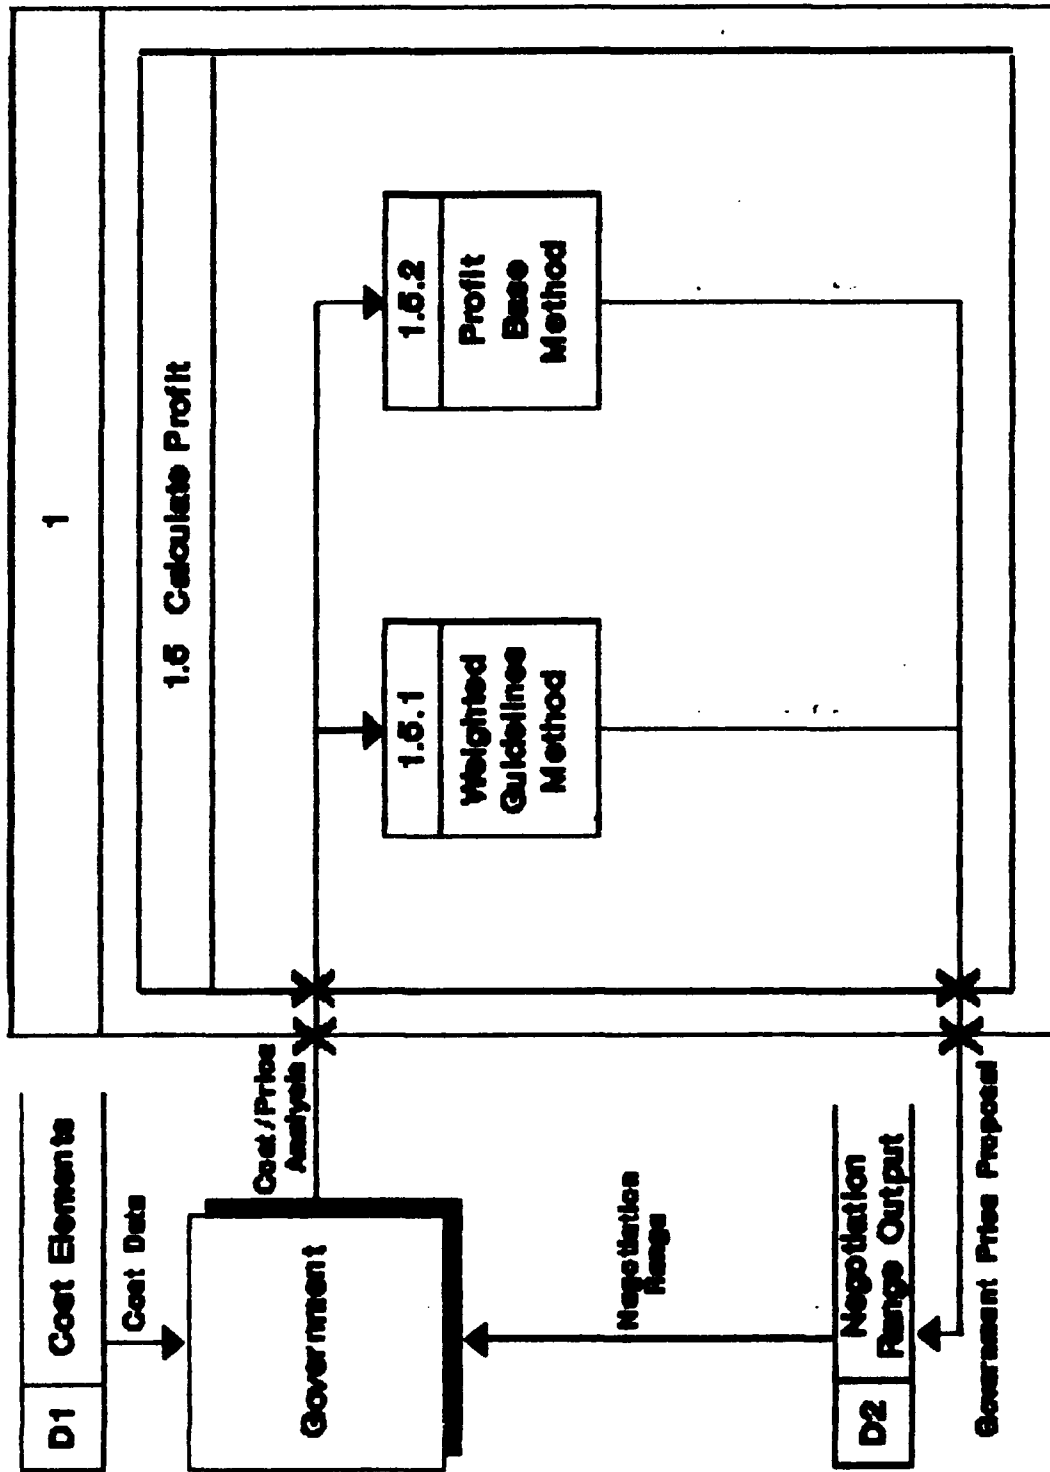 1
1.5 Calculate Profit
D1
Cost Elements
Cost Data
Government
Cost/Price
Analysis
1.5.1
Weighted
Guidelines
Method
1.5.2
Profit
Base
Method
Negotiation
Range
D2
Negotiation
Range Output
Government Price Proposal